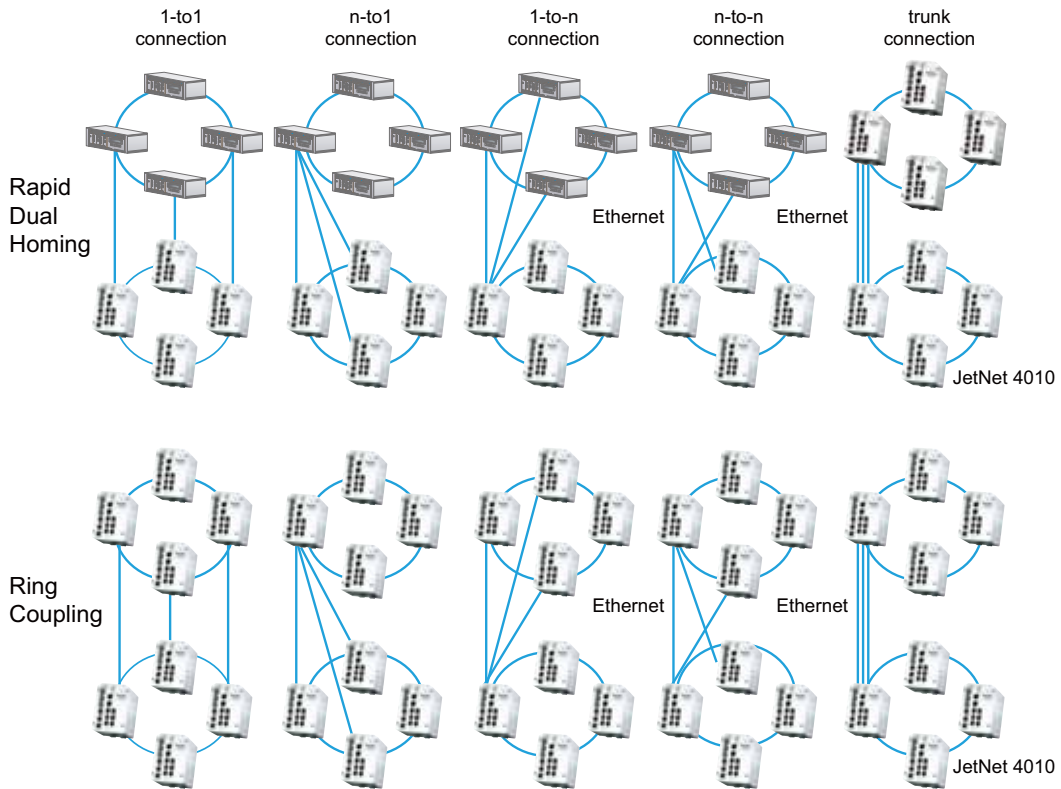 1-to1
connection
n-to1
connection
1-to-n
connection
n-to-n
connection
trunk
connection
Rapid
Dual
Homing
Ethernet
Ethernet
JetNet 4010
Ring
Coupling
Ethernet
Ethernet
JetNet 4010